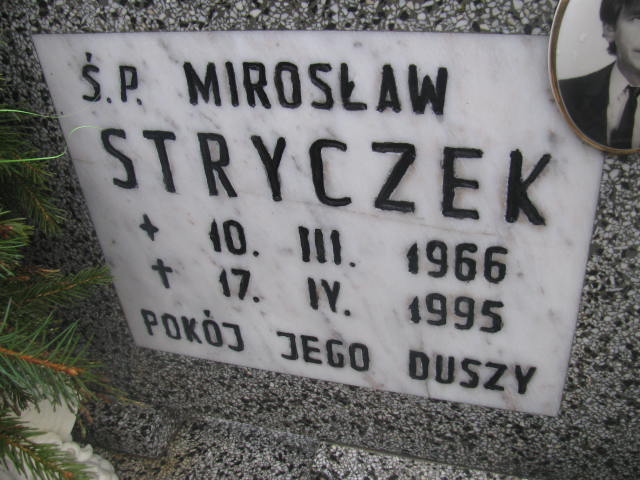 Ś.P. MIROSŁAW
STRYCZEK
✦ 10. III. 1966
✝ 17. IV. 1995
POKÓJ JEGO DUSZY